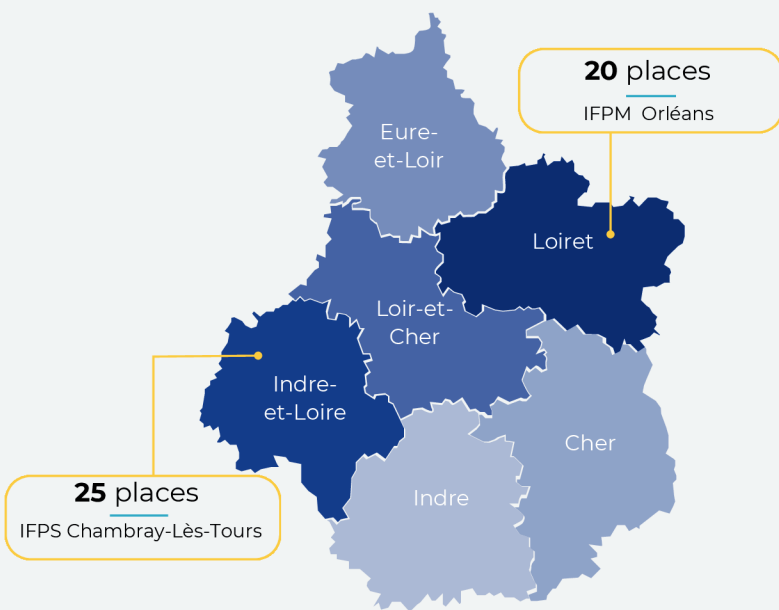 20 places
IFPM Orléans
Eure-
et-Loir
Loiret
Loir-et-
Cher
Indre-
et-Loire
Cher
Indre
25 places
IFPS Chambray-Lès-Tours